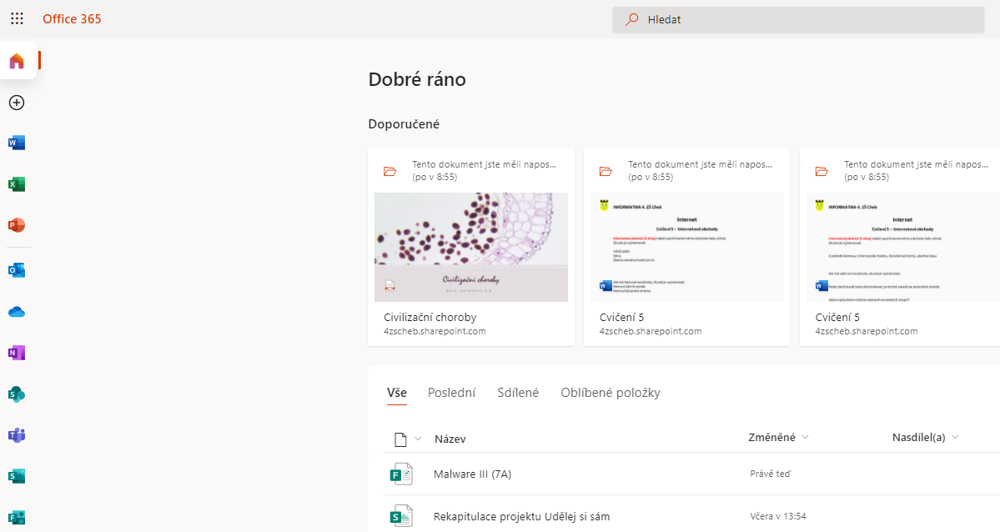 Office 365
Hledat
Dobré ráno
Doporučené
Tento dokument jste měli napos...
(po v 8:55)
Civilizační choroby
Civilizační choroby
4zscheb.sharepoint.com
Tento dokument jste měli napos...
(po v 8:55)
INFORMATIKA 4. ZŠ Cheb
Internet
Cvičení 5 – Internetové obchody
Cvičení 5
4zscheb.sharepoint.com
Tento dokument jste měli napos...
(po v 8:55)
INFORMATIKA 4. ZŠ Cheb
Internet
Cvičení 5 – Internetové obchody
Cvičení 5
4zscheb.sharepoint.com
Vše
Poslední
Sdílené
Oblíbené položky
Název
Změněné
Nasdílel(a)
Malware III (7A)
Právě teď
Rekapitulace projektu Udělej si sám
Včera v 13:54